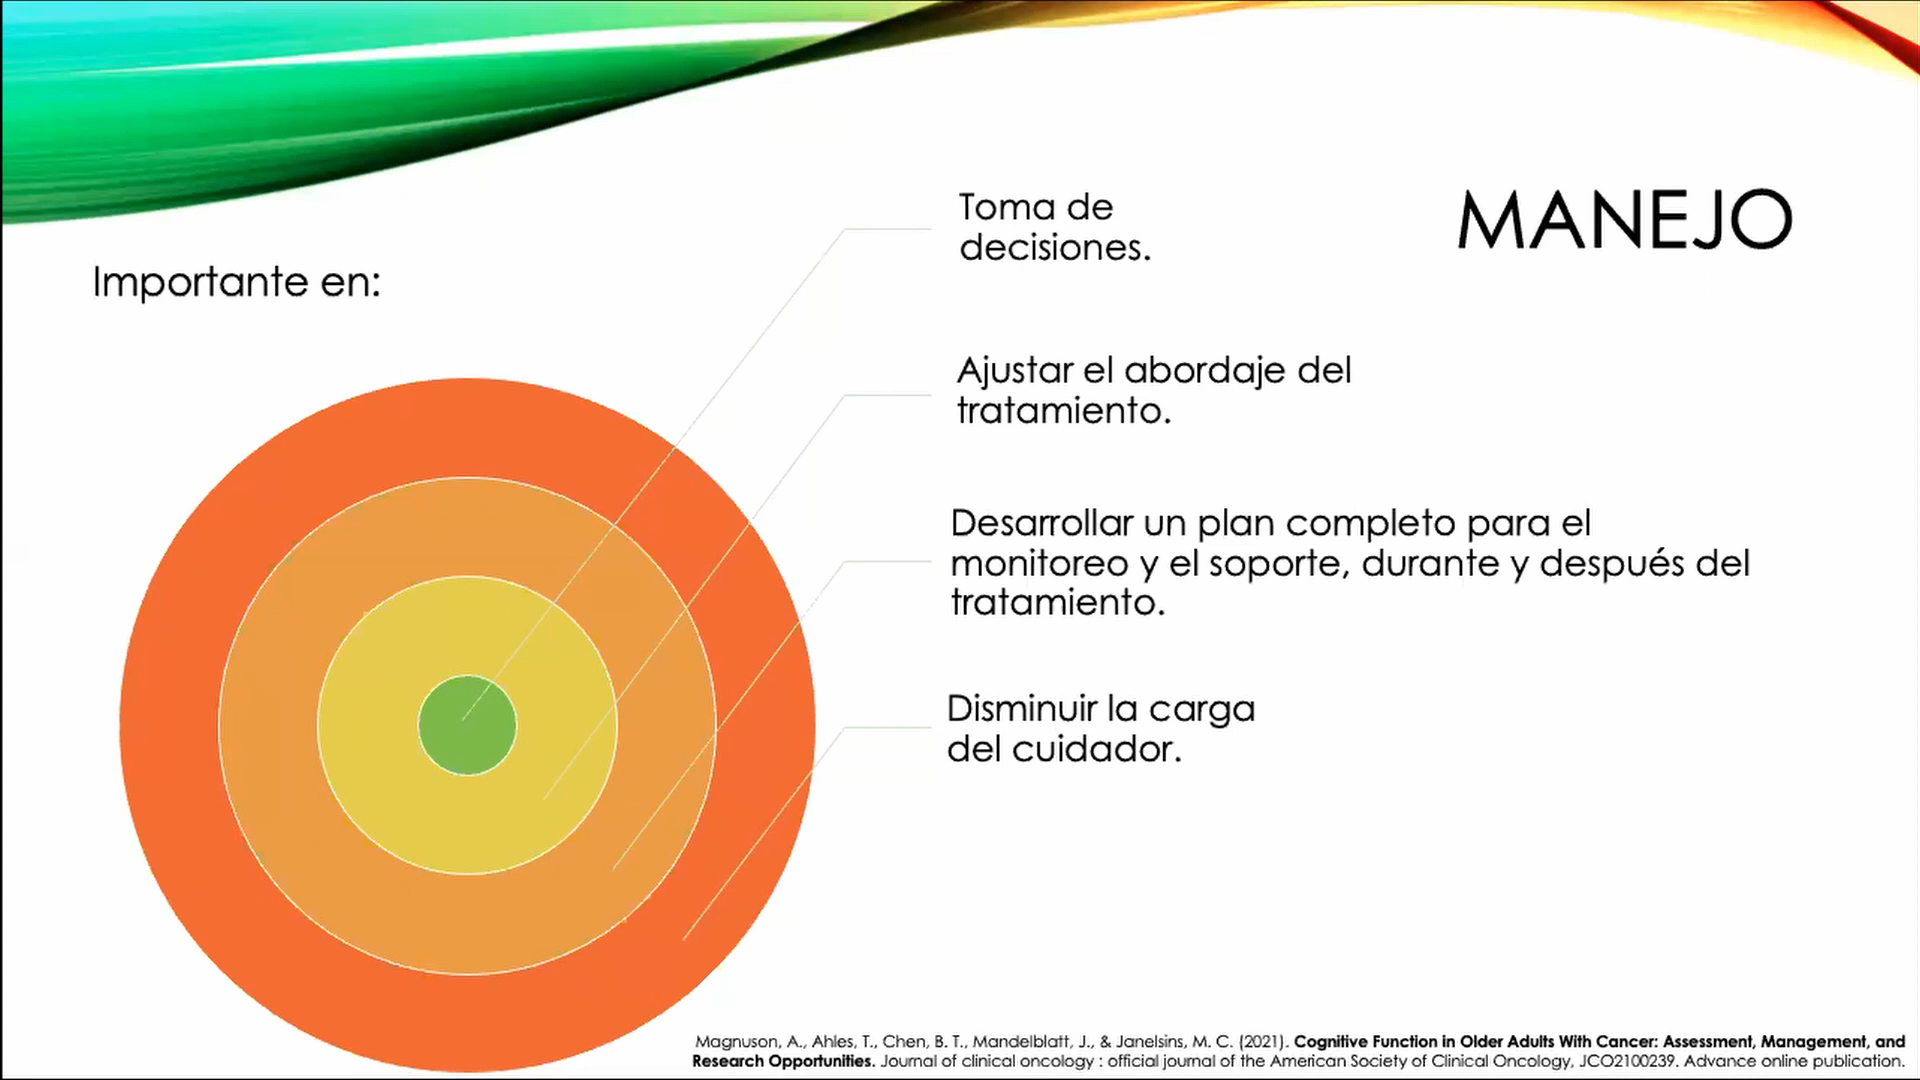 MANEJO
Importante en:
Toma de
decisiones.
Ajustar el abordaje del
tratamiento.
Desarrollar un plan completo para el
monitoreo y el soporte, durante y después del
tratamiento.
Disminuir la carga
del cuidador.
Magnuson, A., Ahles, T., Chen, B. T., Mandelblatt, J., & Janelsins, M. C. (2021). Cognitive Function in Older Adults With Cancer: Assessment, Management, and
Research Opportunities. Journal of clinical oncology : official journal of the American Society of Clinical Oncology, JCO2100239. Advance online publication.